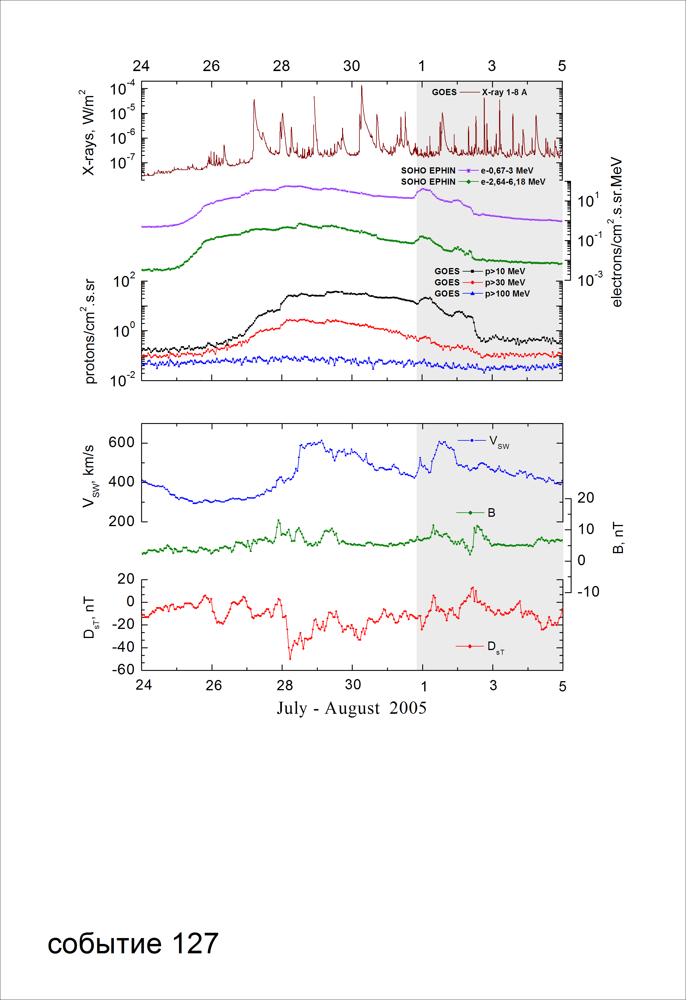 24 26 28 30 1 3 5
X-rays, W/m²
10⁻⁴
10⁻⁵
10⁻⁶
10⁻⁷
GOES X-ray 1-8 A
SOHO EPHIN e-0,67-3 MeV
SOHO EPHIN e-2,64-6,18 MeV
electrons/cm².s.sr.MeV
10¹
10⁻¹
10⁻³
protons/cm².s.sr
10²
10⁰
10⁻²
GOES p>10 MeV
GOES p>30 MeV
GOES p>100 MeV
V_SW, km/s
600
400
200
V_SW
B
B, nT
20
10
0
-10
D_sT, nT
20
0
-20
-40
-60
D_sT
24 26 28 30 1 3 5
July - August 2005
событие 127